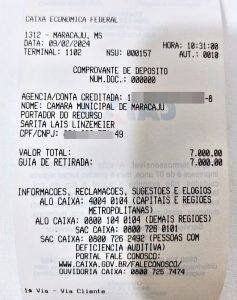 CAIXA ECONOMICA FEDERAL
1312 - MARACAJU, MS
DATA: 09/02/2024 HORA: 10:31:00
TERMINAL: 1102 NSU: 000157 AUT.: 0010
COMPROVANTE DE DEPOSITO
NUM.DOC.: 000000
AGENCIA/CONTA CREDITADA: 1 -8
NOME: CAMARA MUNICIPAL DE MARACAJU
PORTADOR DO RECURSO
SARITA LAIS LINZMEIER
CPF/CNPJ: 49
VALOR TOTAL: 7.000,00
GUIA DE RETIRADA: 7.000,00
INFORMACOES, RECLAMACOES, SUGESTOES E ELOGIOS
ALO CAIXA: 4004 0104 (CAPITAIS E REGIOES
METROPOLITANAS)
ALO CAIXA: 0800 104 0104 (DEMAIS REGIOES)
SAC CAIXA: 0800 726 0101
SAC CAIXA: 0800 726 2492 (PESSOAS COM
DEFICIENCIA AUDITIVA)
PORTAL FALE CONOSCO:
WWW.CAIXA.GOV.BR/FALECONOSCO/
OUVIDORIA CAIXA: 0800 725 7474
1ª Via - Via Cliente